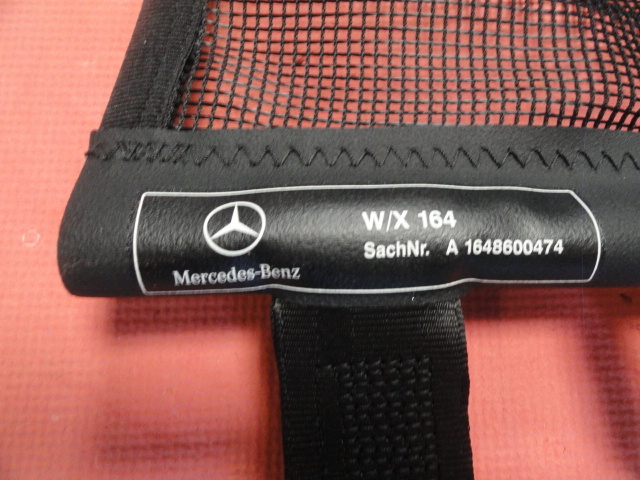 W/X 164
SachNr. A 1648600474
Mercedes-Benz